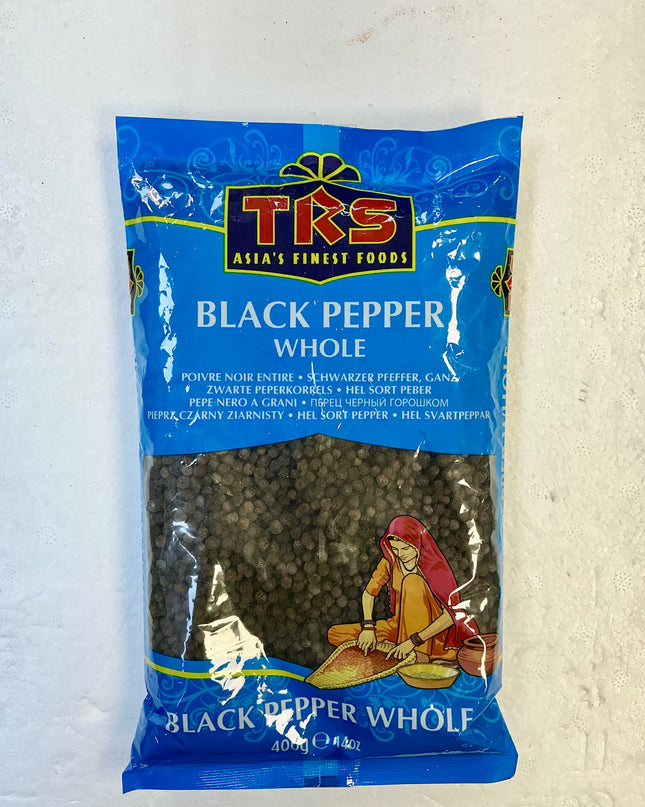 TRS
ASIA'S FINEST FOODS
BLACK PEPPER
WHOLE
POIVRE NOIR ENTIRE • SCHWARZER PFEFFER, GANZ
ZWARTE PEPERKORRELS • HEL SORT PEBER
PEPE NERO A GRANI • ПЕРЕЦ ЧЕРНЫЙ ГОРОШКОМ
PIEPRZ CZARNY ZIARNISTY • HEL SORT PEPPER • HEL SVARTPEPPAR
BLACK PEPPER WHOLE
400g e 14oz